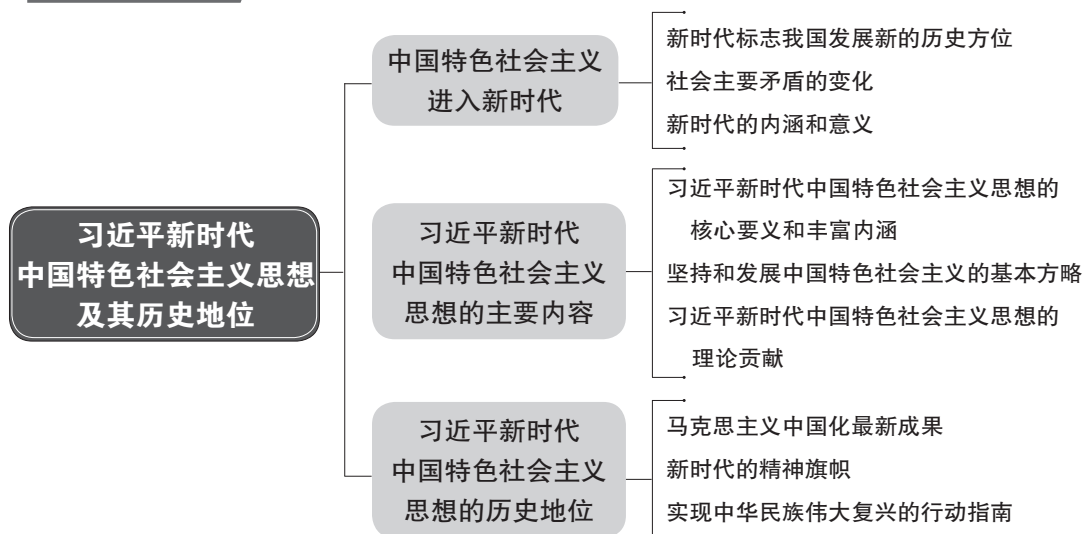 习近平新时代
中国特色社会主义思想
及其历史地位
中国特色社会主义
进入新时代
新时代标志我国发展新的历史方位
社会主要矛盾的变化
新时代的内涵和意义
习近平新时代
中国特色社会主义
思想的主要内容
习近平新时代中国特色社会主义思想的
核心要义和丰富内涵
坚持和发展中国特色社会主义的基本方略
习近平新时代中国特色社会主义思想的
理论贡献
习近平新时代
中国特色社会主义
思想的历史地位
马克思主义中国化最新成果
新时代的精神旗帜
实现中华民族伟大复兴的行动指南